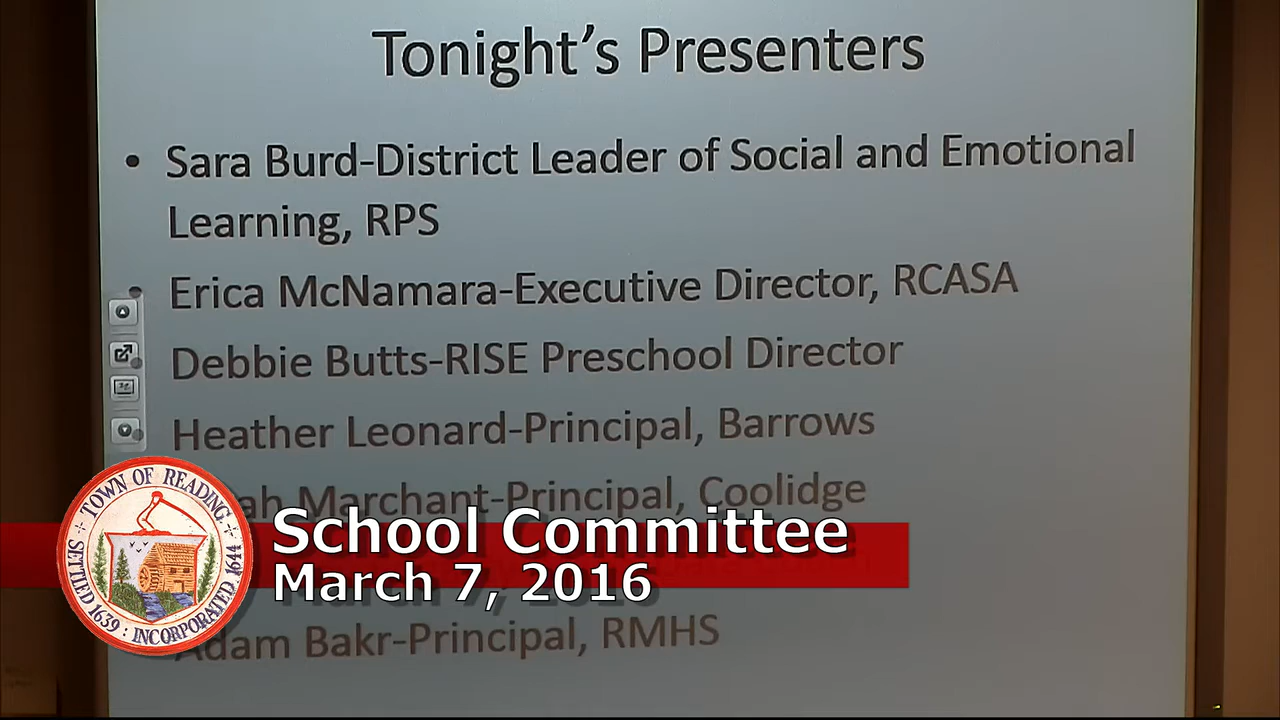 Tonight's Presenters
• Sara Burd-District Leader of Social and Emotional
Learning, RPS
• Erica McNamara-Executive Director, RCASA
Debbie Butts-RISE Preschool Director
Heather Leonard-Principal, Barrows
Marchant-Principal, Coolidge
School Committee
March 7, 2016
Adam Bakr-Principal, RMHS
TOWN OF READING
SETTLED 1639 : INCORPORATED 1644